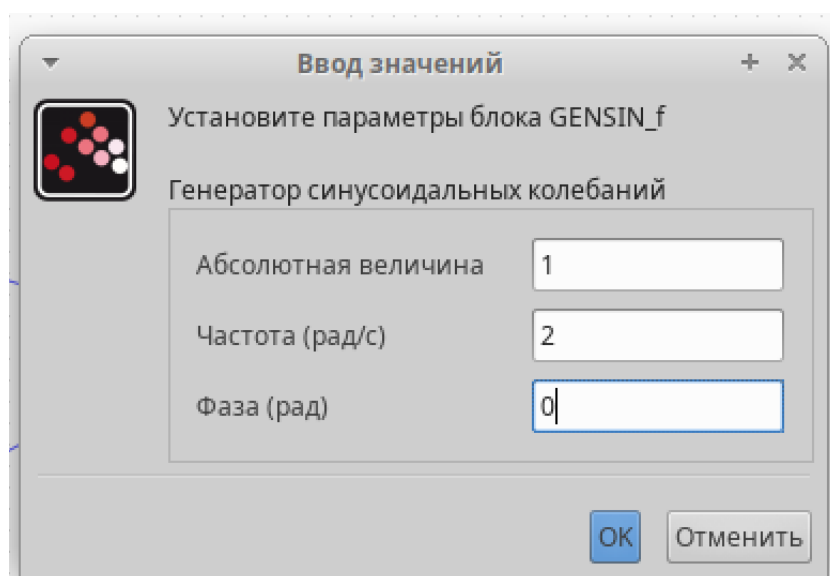 Ввод значений
Установите параметры блока GENSIN_f
Генератор синусоидальных колебаний
Абсолютная величина 1
Частота (рад/с) 2
Фаза (рад) 0
OK Отменить